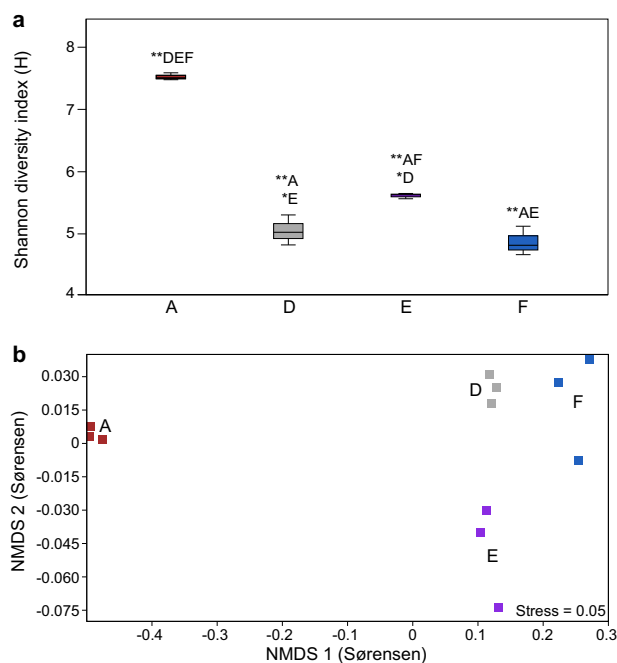 a
Shannon diversity index (H)
8
7
6
5
4
**DEF
**A
*E
**AF
*D
**AE
A D E F
b
NMDS 2 (Sørensen)
0.030
0.015
0
-0.015
-0.030
-0.045
-0.060
-0.075
A
D
F
E
Stress = 0.05
-0.4 -0.3 -0.2 -0.1 0 0.1 0.2 0.3
NMDS 1 (Sørensen)